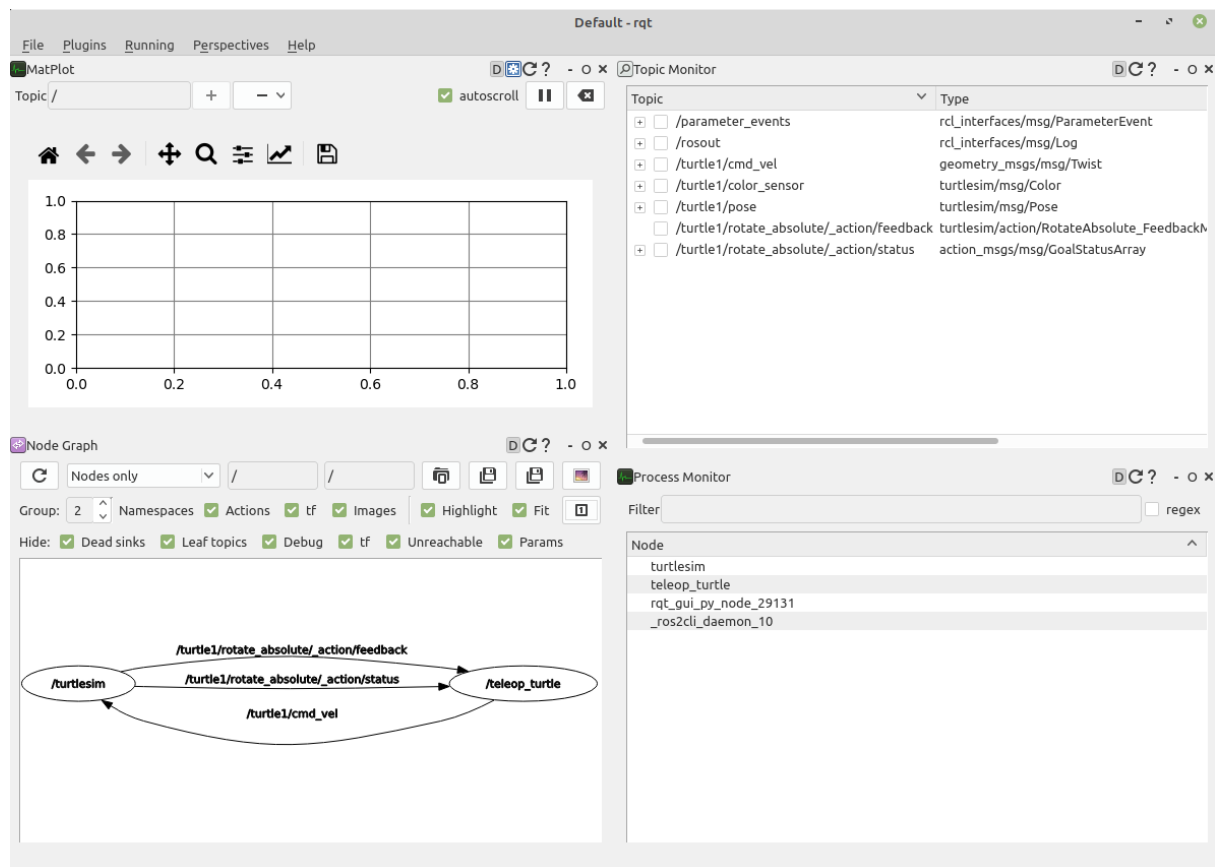 Default - rqt
File Plugins Running Perspectives Help
MatPlot D C ? - O ×
Topic / + autoscroll
1.0
0.8
0.6
0.4
0.2
0.0
0.0 0.2 0.4 0.6 0.8 1.0
Topic Monitor D C ? - O ×
Topic Type
/parameter_events rcl_interfaces/msg/ParameterEvent
/rosout rcl_interfaces/msg/Log
/turtle1/cmd_vel geometry_msgs/msg/Twist
/turtle1/color_sensor turtlesim/msg/Color
/turtle1/pose turtlesim/msg/Pose
/turtle1/rotate_absolute/_action/feedback turtlesim/action/RotateAbsolute_FeedbackM
/turtle1/rotate_absolute/_action/status action_msgs/msg/GoalStatusArray
Node Graph D C ? - O ×
Nodes only / /
Group: 2 Namespaces Actions tf Images Highlight Fit 1
Hide: Dead sinks Leaf topics Debug tf Unreachable Params
/turtle1/rotate_absolute/_action/feedback
/turtlesim /turtle1/rotate_absolute/_action/status /teleop_turtle
/turtle1/cmd_vel
Process Monitor D C ? - O ×
Filter regex
Node
turtlesim
teleop_turtle
rqt_gui_py_node_29131
_ros2cli_daemon_10